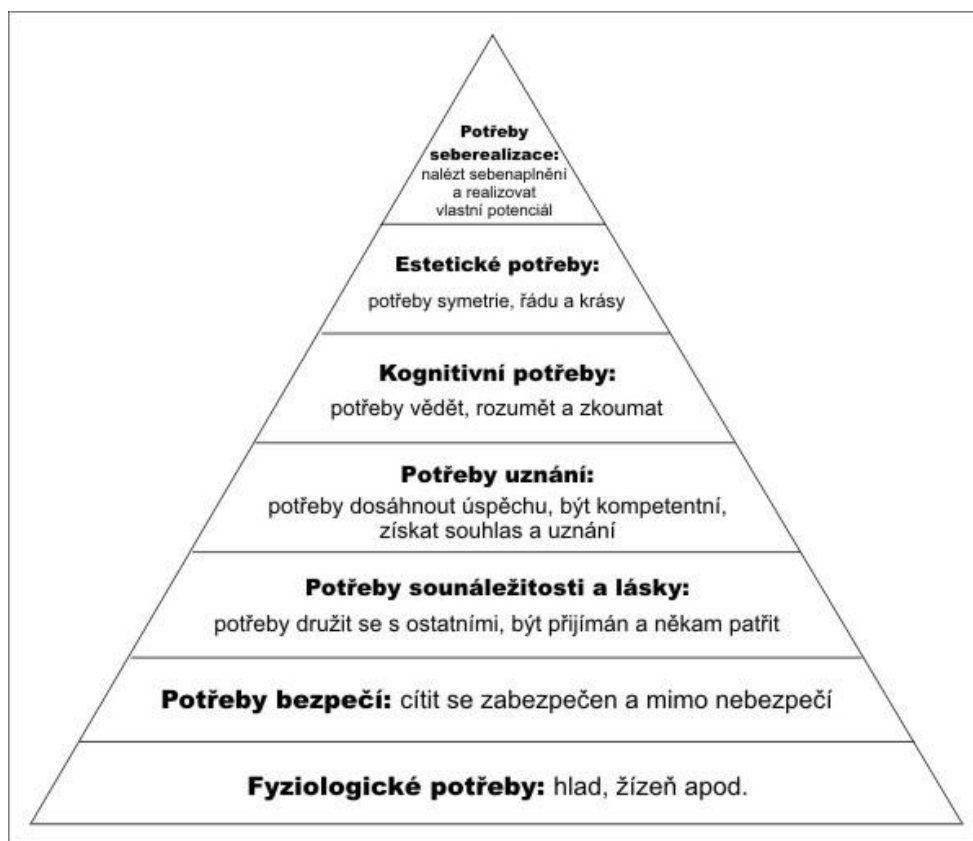 Potřeby
seberealizace:
nalézt sebenaplnění
a realizovat
vlastní potenciál
Estetické potřeby:
potřeby symetrie, řádu a krásy
Kognitivní potřeby:
potřeby vědět, rozumět a zkoumat
Potřeby uznání:
potřeby dosáhnout úspěchu, být kompetentní,
získat souhlas a uznání
Potřeby sounáležitosti a lásky:
potřeby družit se s ostatními, být přijímán a někam patřit
Potřeby bezpečí: cítit se zabezpečen a mimo nebezpečí
Fyziologické potřeby: hlad, žízeň apod.